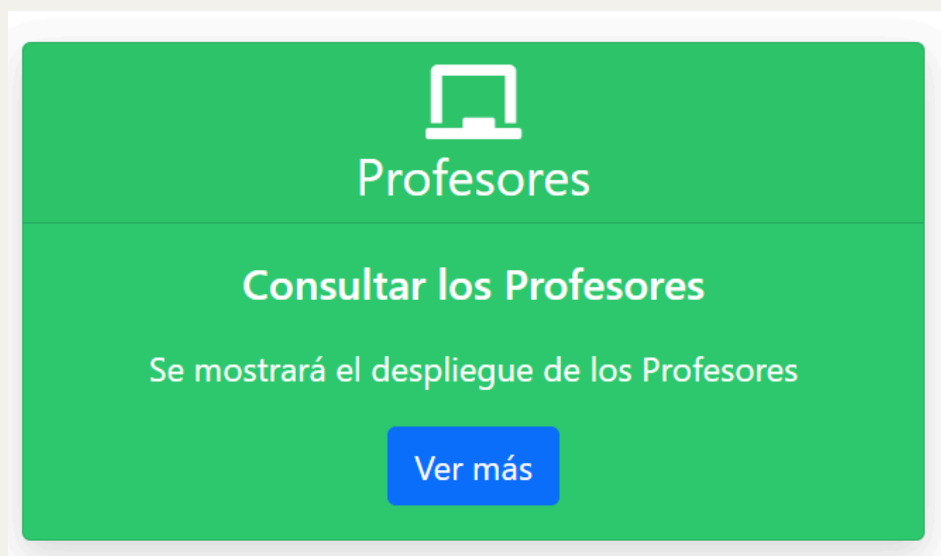 Profesores
Consultar los Profesores
Se mostrará el despliegue de los Profesores
Ver más